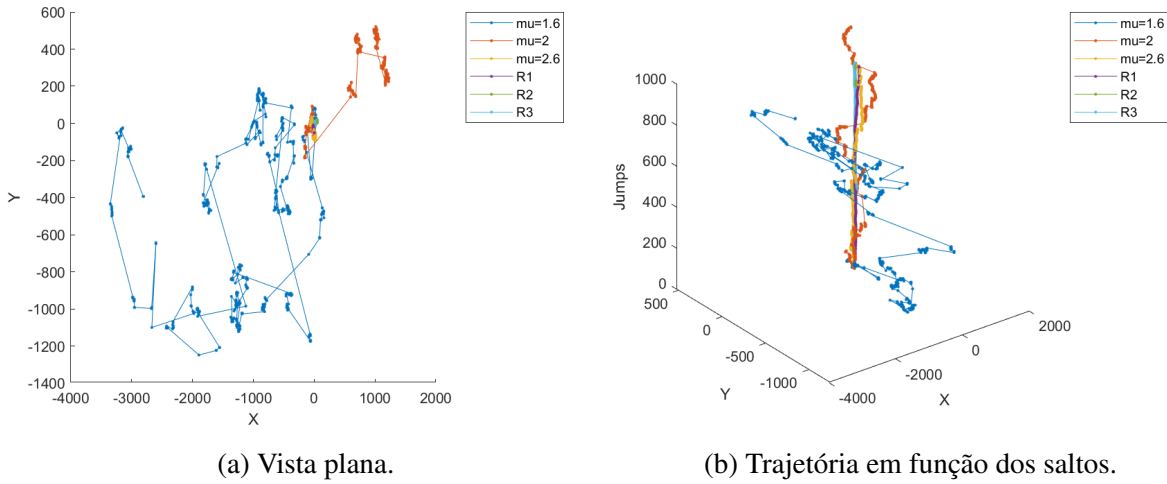 600
400
200
0
-200
-400
-600
-800
-1000
-1200
-1400
Y
-4000 -3000 -2000 -1000 0 1000 2000
X
mu=1.6
mu=2
mu=2.6
R1
R2
R3
(a) Vista plana.
1000
800
600
400
200
0
Jumps
500
0
-500
-1000
Y
-4000
-2000
0
2000
X
mu=1.6
mu=2
mu=2.6
R1
R2
R3
(b) Trajetória em função dos saltos.